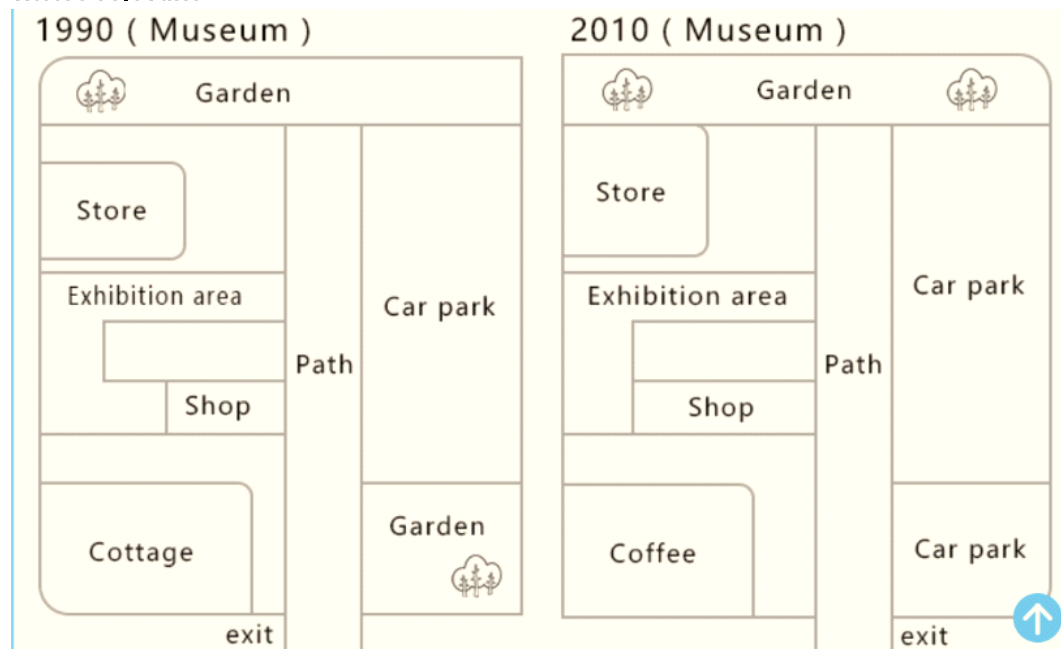 1990 ( Museum )
Garden
Store
Exhibition area
Car park
Path
Shop
Garden
Cottage
exit
2010 ( Museum )
Garden
Store
Exhibition area
Car park
Path
Shop
Coffee
Car park
exit